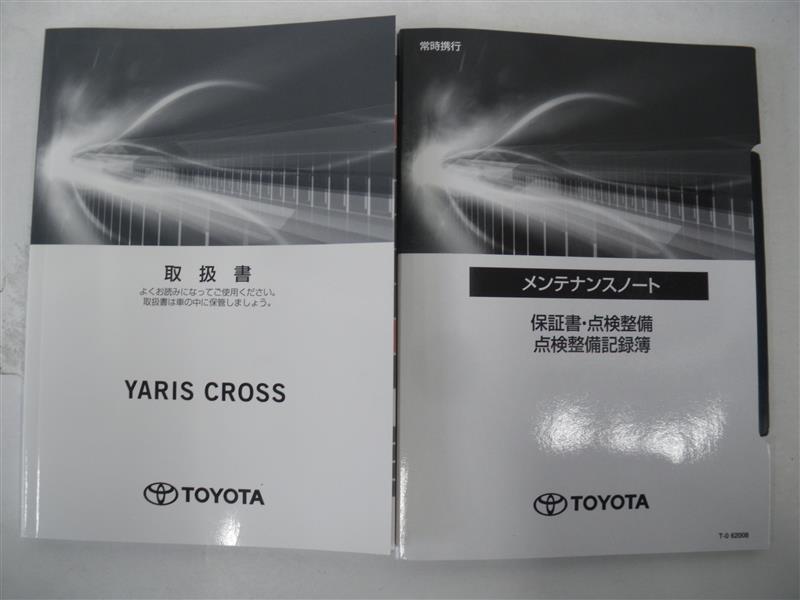 取扱書
よくお読みになってご使用ください。
取扱書は車の中に保管しましょう。
YARIS CROSS
TOYOTA
常時携行
メンテナンスノート
保証書・点検整備
点検整備記録簿
TOYOTA
T-0 62008